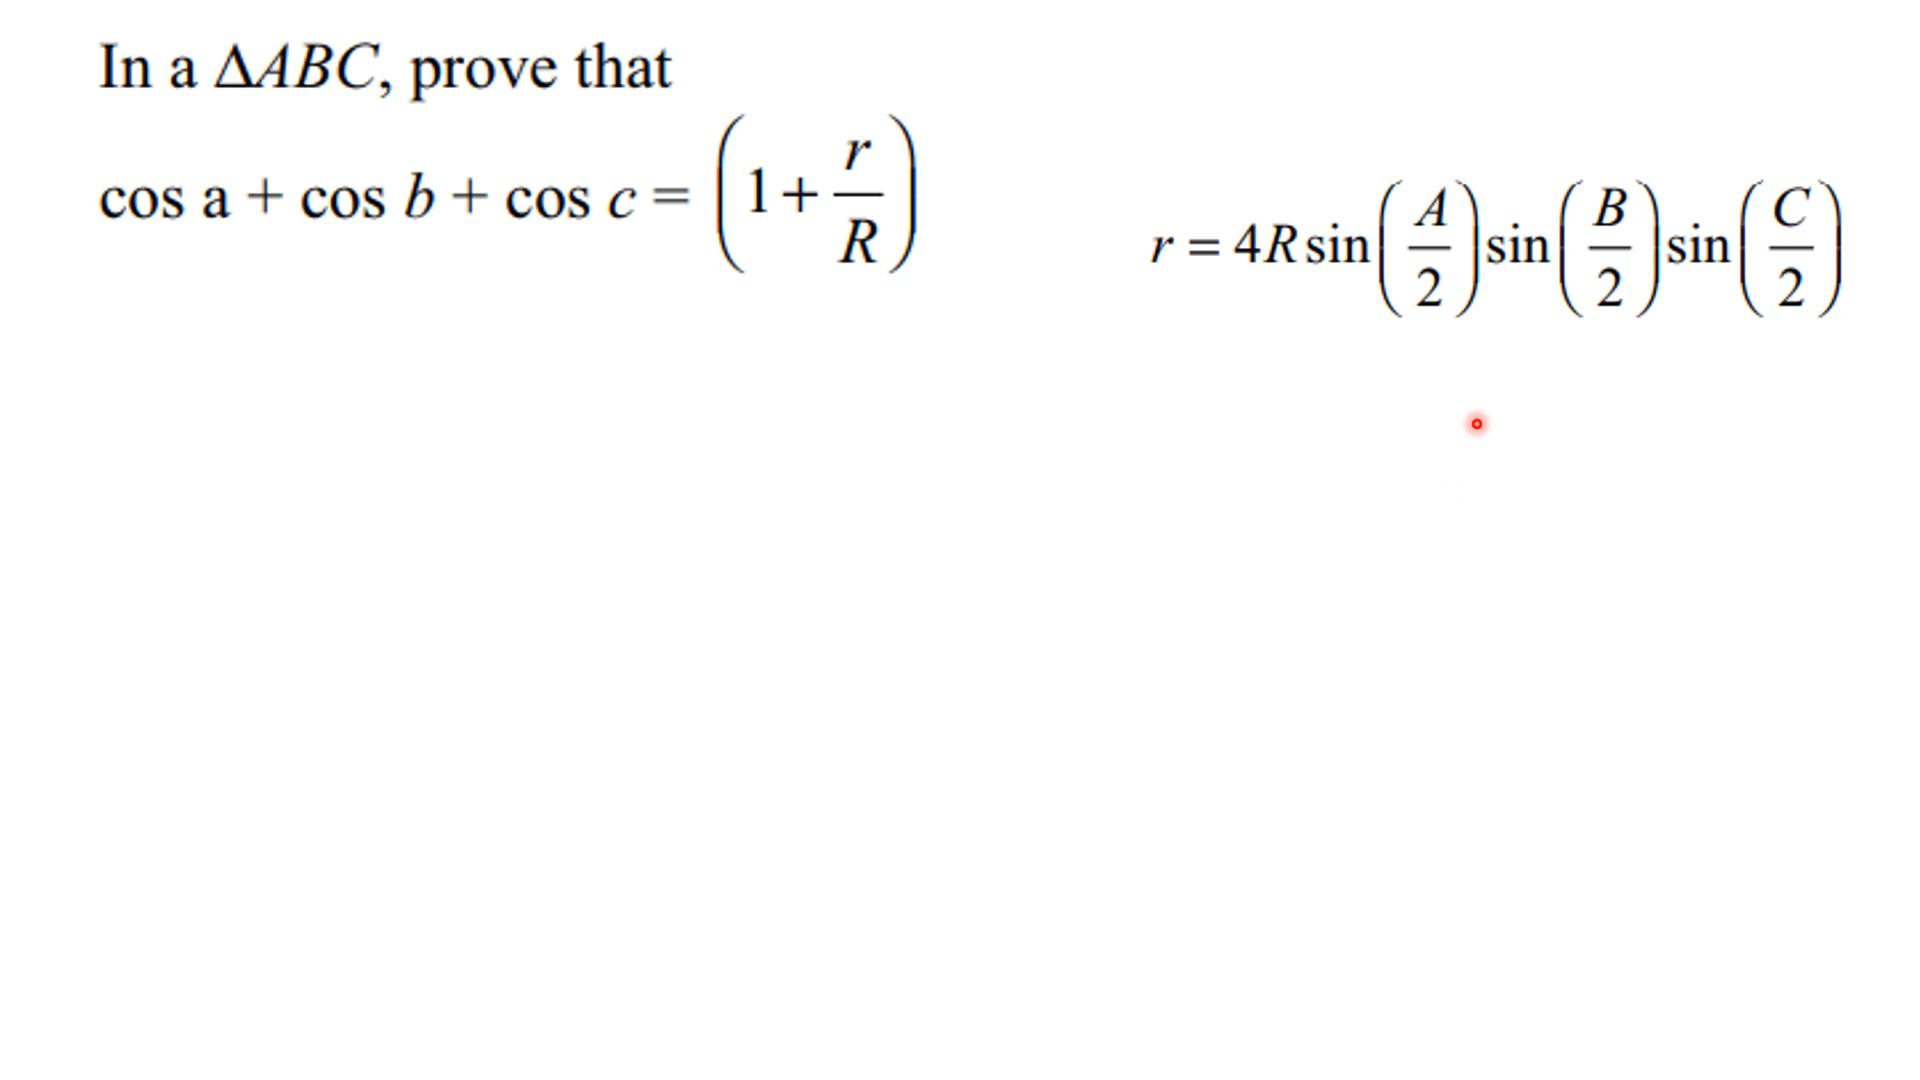 In a ΔABC, prove that
cos a + cos b + cos c = (1 + r/R)
r = 4R sin(A/2) sin(B/2) sin(C/2)